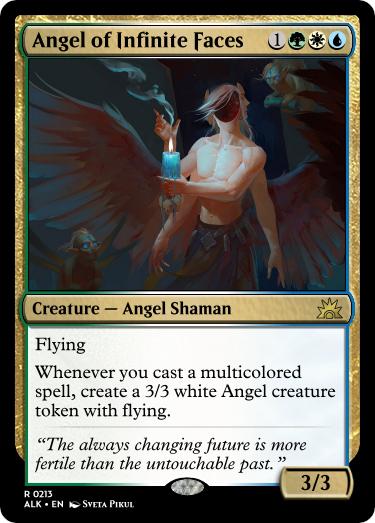 Angel of Infinite Faces 1
Creature — Angel Shaman
Flying
Whenever you cast a multicolored
spell, create a 3/3 white Angel creature
token with flying.
“The always changing future is more
fertile than the untouchable past.”
3/3
R 0213
ALK • EN Sveta Pikul